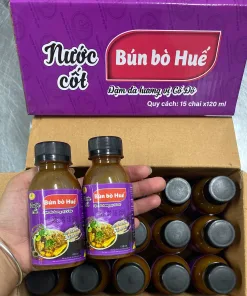 Nước
cốt
Bún bò Huế
Đậm đà hương vị Cố Đô
Quy cách: 15 chai x120 ml
Bún bò Huế
Bún bò Huế